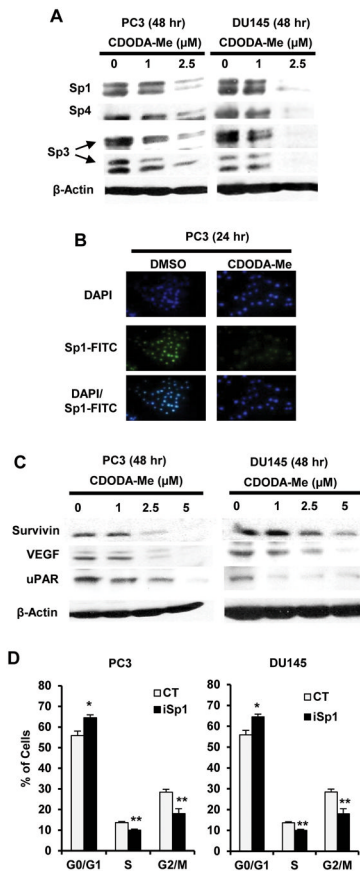 A
PC3 (48 hr) DU145 (48 hr)
CDODA-Me (μM) CDODA-Me (μM)
0 1 2.5 0 1 2.5
Sp1
Sp4
Sp3
β-Actin
B
PC3 (24 hr)
DMSO CDODA-Me
DAPI
Sp1-FITC
DAPI/
Sp1-FITC
C
PC3 (48 hr) DU145 (48 hr)
CDODA-Me (μM) CDODA-Me (μM)
0 1 2.5 5 0 1 2.5 5
Survivin
VEGF
uPAR
β-Actin
D
PC3 DU145
% of Cells
80 80
70 70
60 60
50 50
40 40
30 30
20 20
10 10
0 0
* *
** **
** **
CT CT
iSp1 iSp1
G0/G1 S G2/M G0/G1 S G2/M